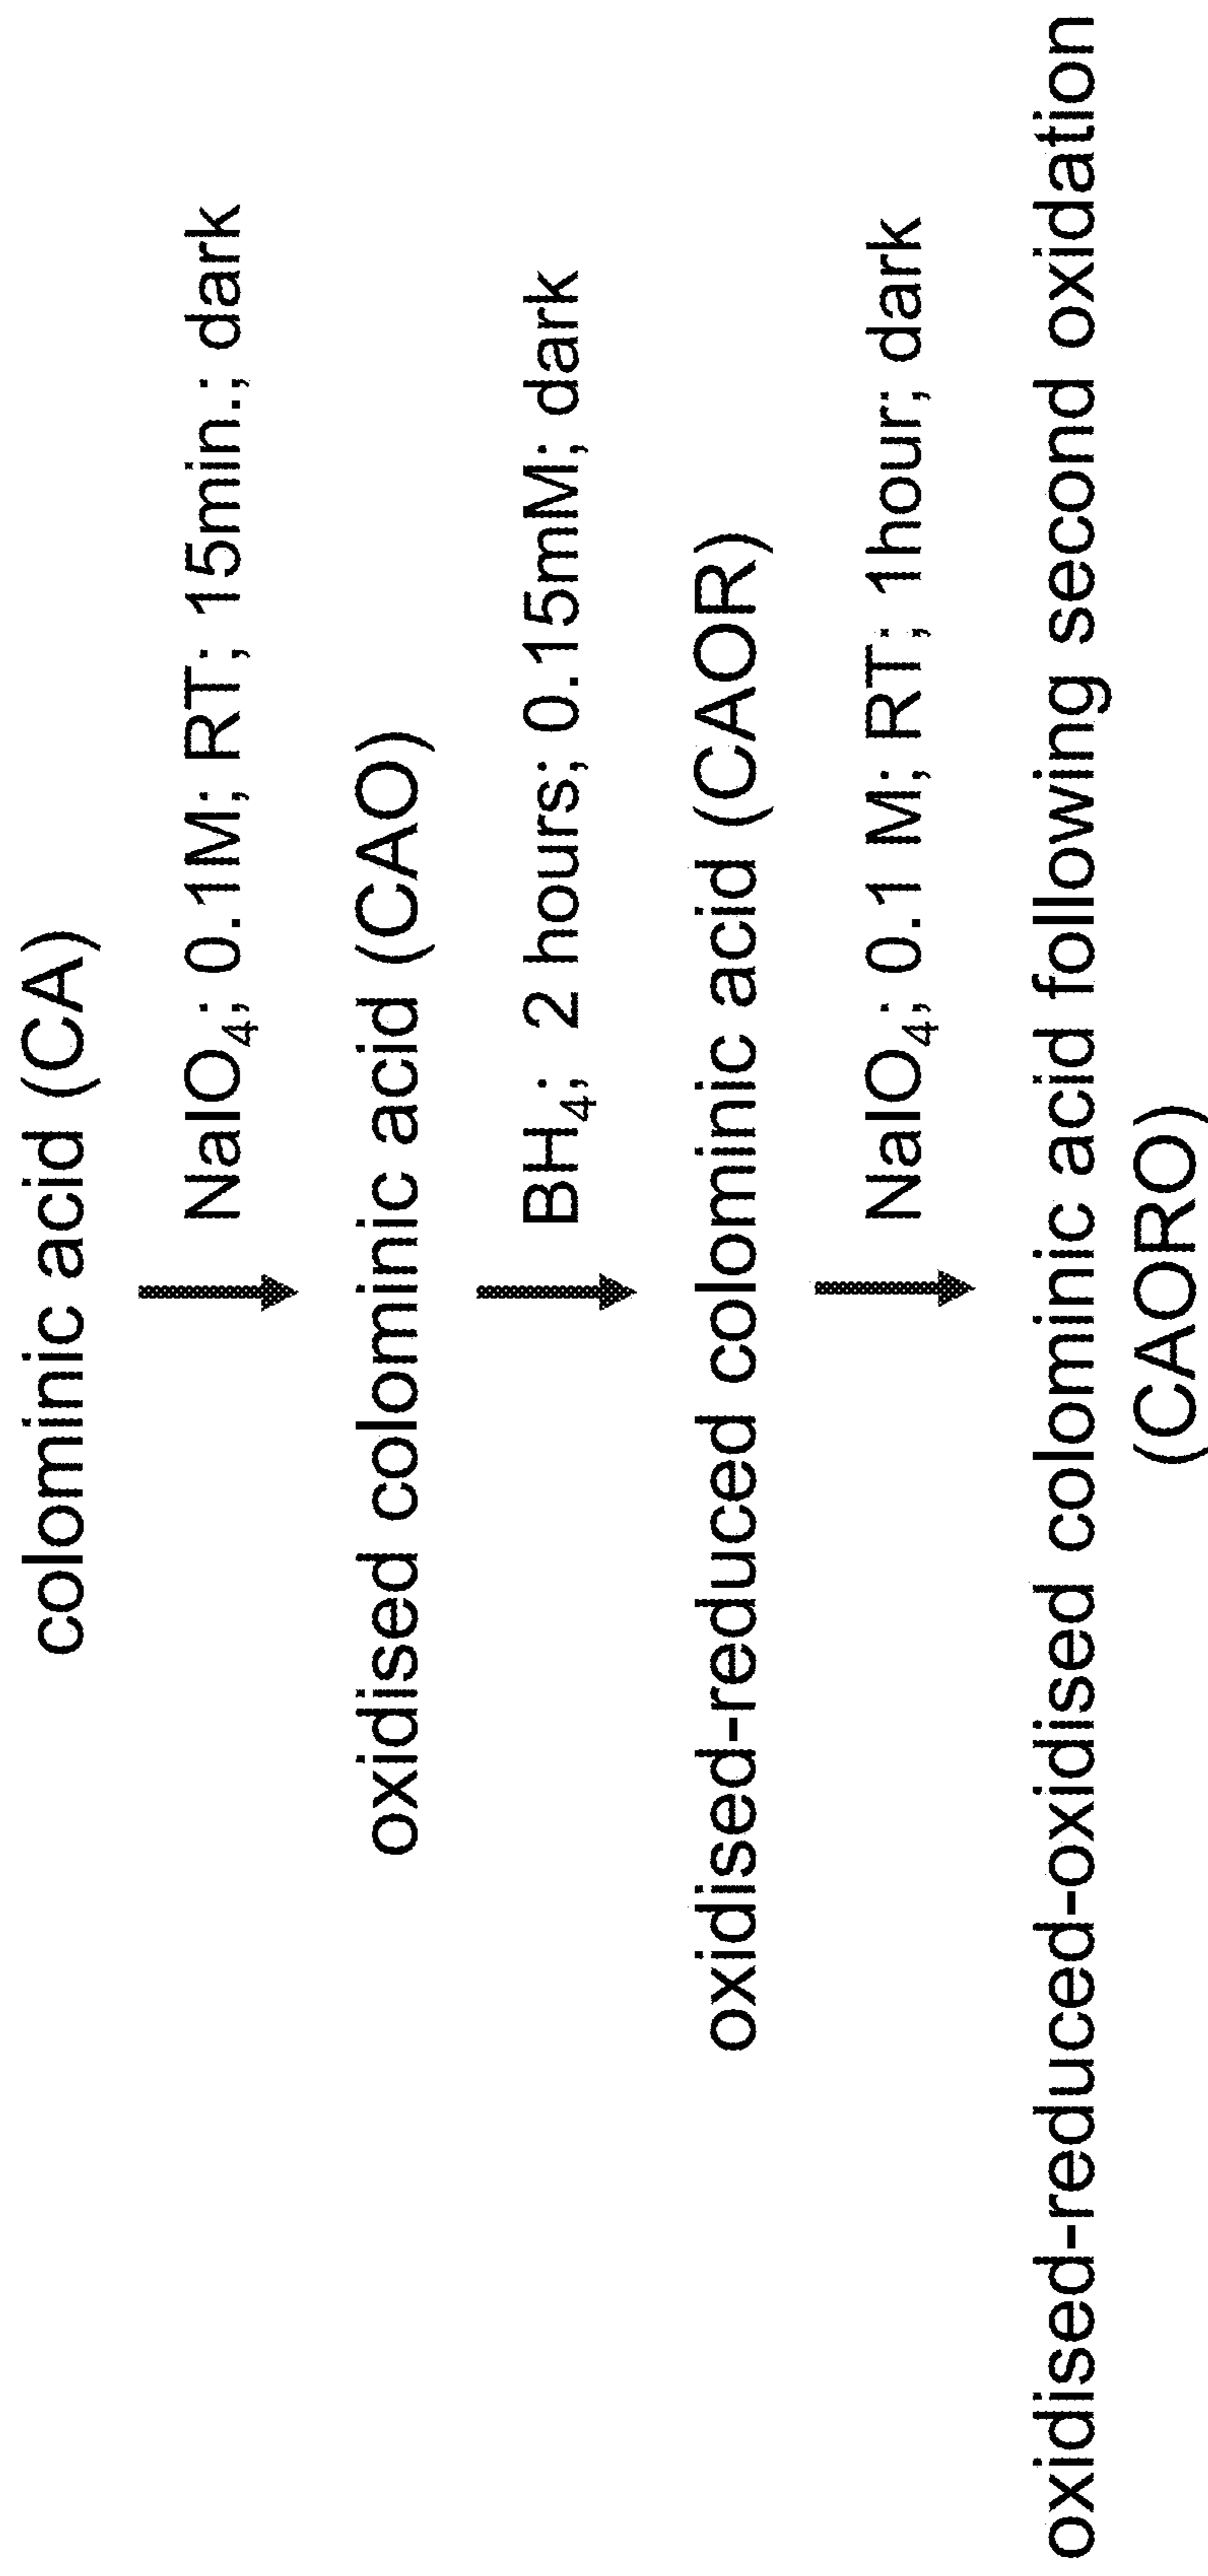 colominic acid (CA)
NaIO₄; 0.1M; RT; 15min.; dark
oxidised colominic acid (CAO)
BH₄; 2 hours; 0.15mM; dark
oxidised-reduced colominic acid (CAOR)
NaIO₄; 0.1 M; RT; 1hour; dark
oxidised-reduced-oxidised colominic acid following second oxidation
(CAORO)